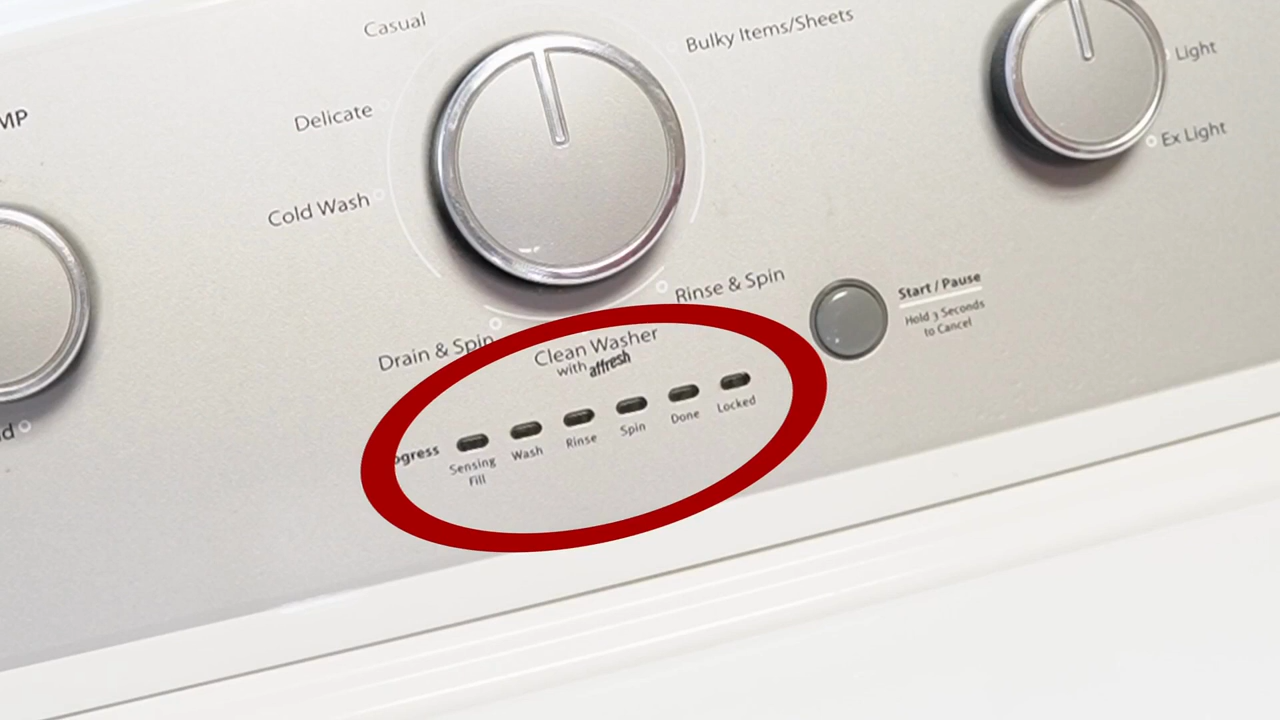 Casual
Bulky Items/Sheets
Light
MP
Delicate
Ex Light
Cold Wash
Rinse & Spin
Start / Pause
Hold 3 Seconds
to Cancel
Drain & Spin
Clean Washer
with affresh
ogress
Sensing
Fill
Wash
Rinse
Spin
Done
Locked
d